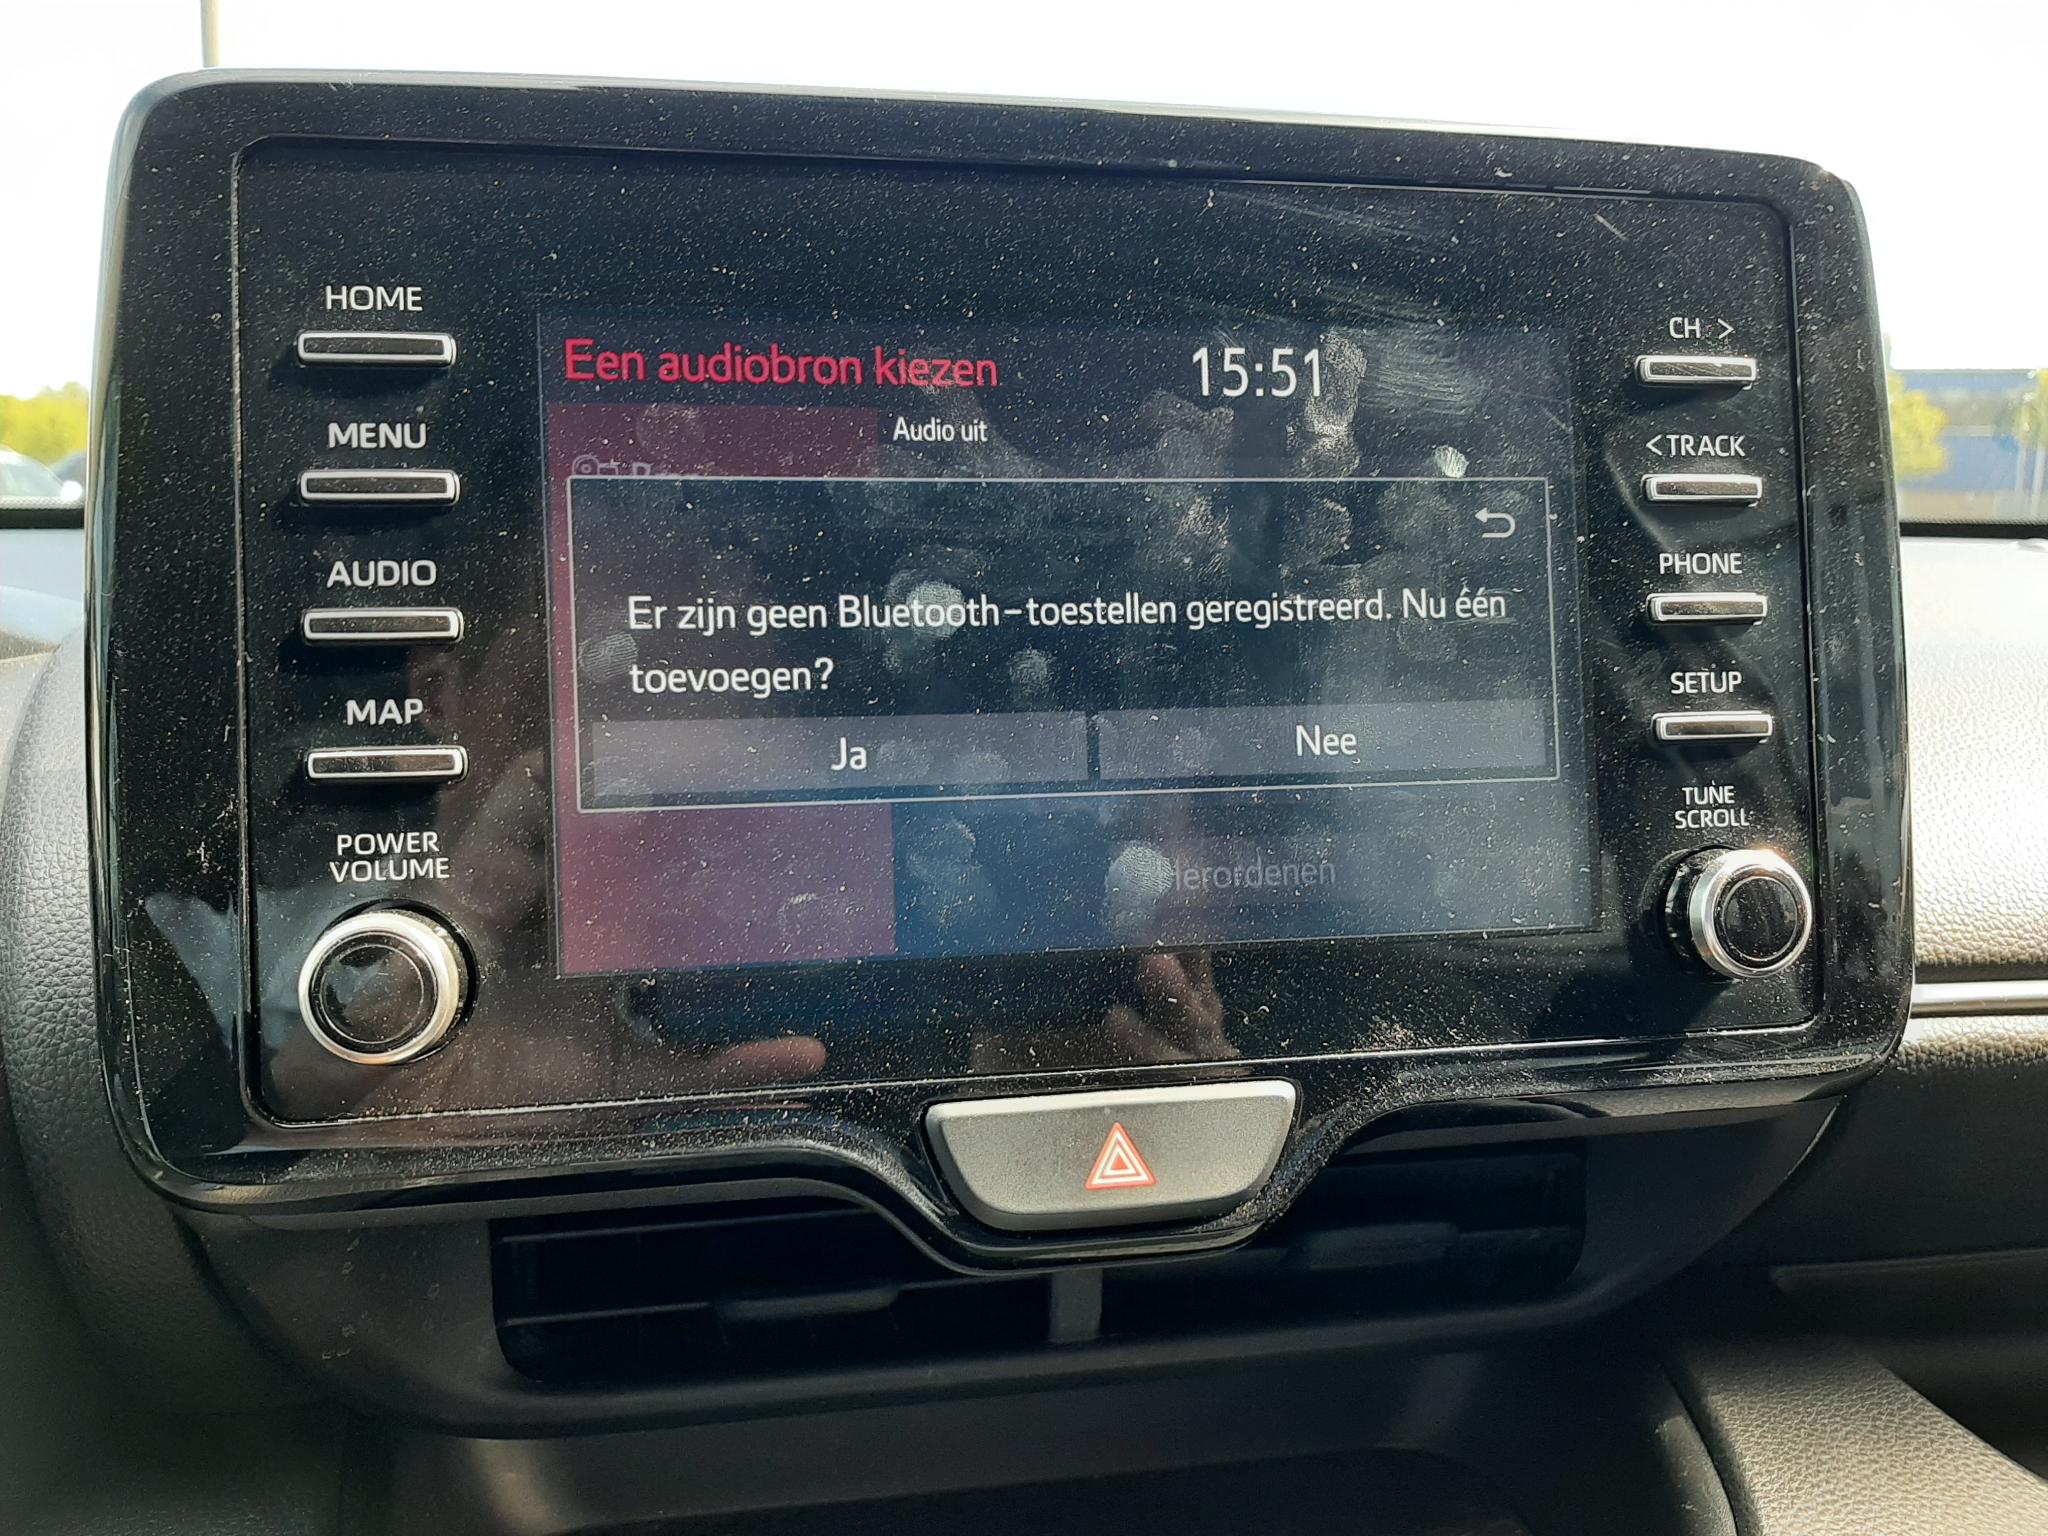 HOME
MENU
AUDIO
MAP
POWER
VOLUME
Een audiobron kiezen
15:51
Audio uit
Er zijn geen Bluetooth-toestellen geregistreerd. Nu één
toevoegen?
Ja
Nee
Herordenen
CH >
< TRACK
PHONE
SETUP
TUNE
SCROLL